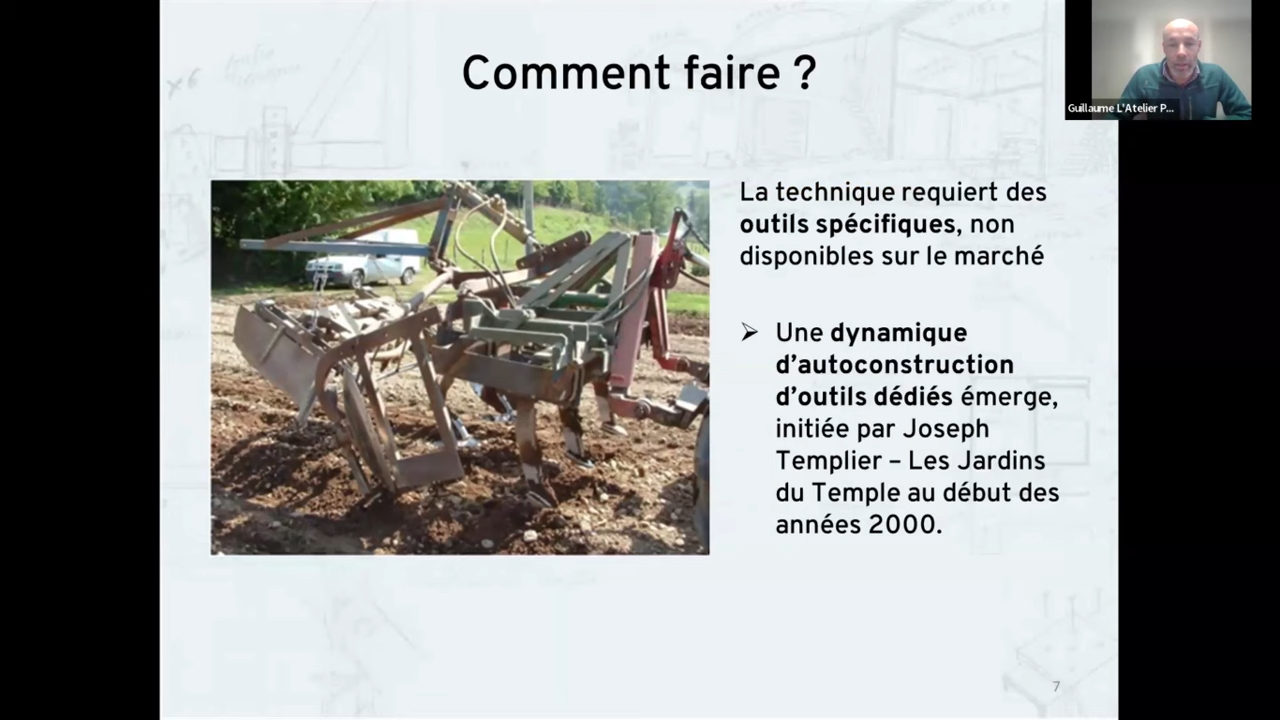 Comment faire ?
Guillaume L'Atelier P...
La technique requiert des
outils spécifiques, non
disponibles sur le marché
➢ Une dynamique
d'autoconstruction
d'outils dédiés émerge,
initiée par Joseph
Templier – Les Jardins
du Temple au début des
années 2000.
7